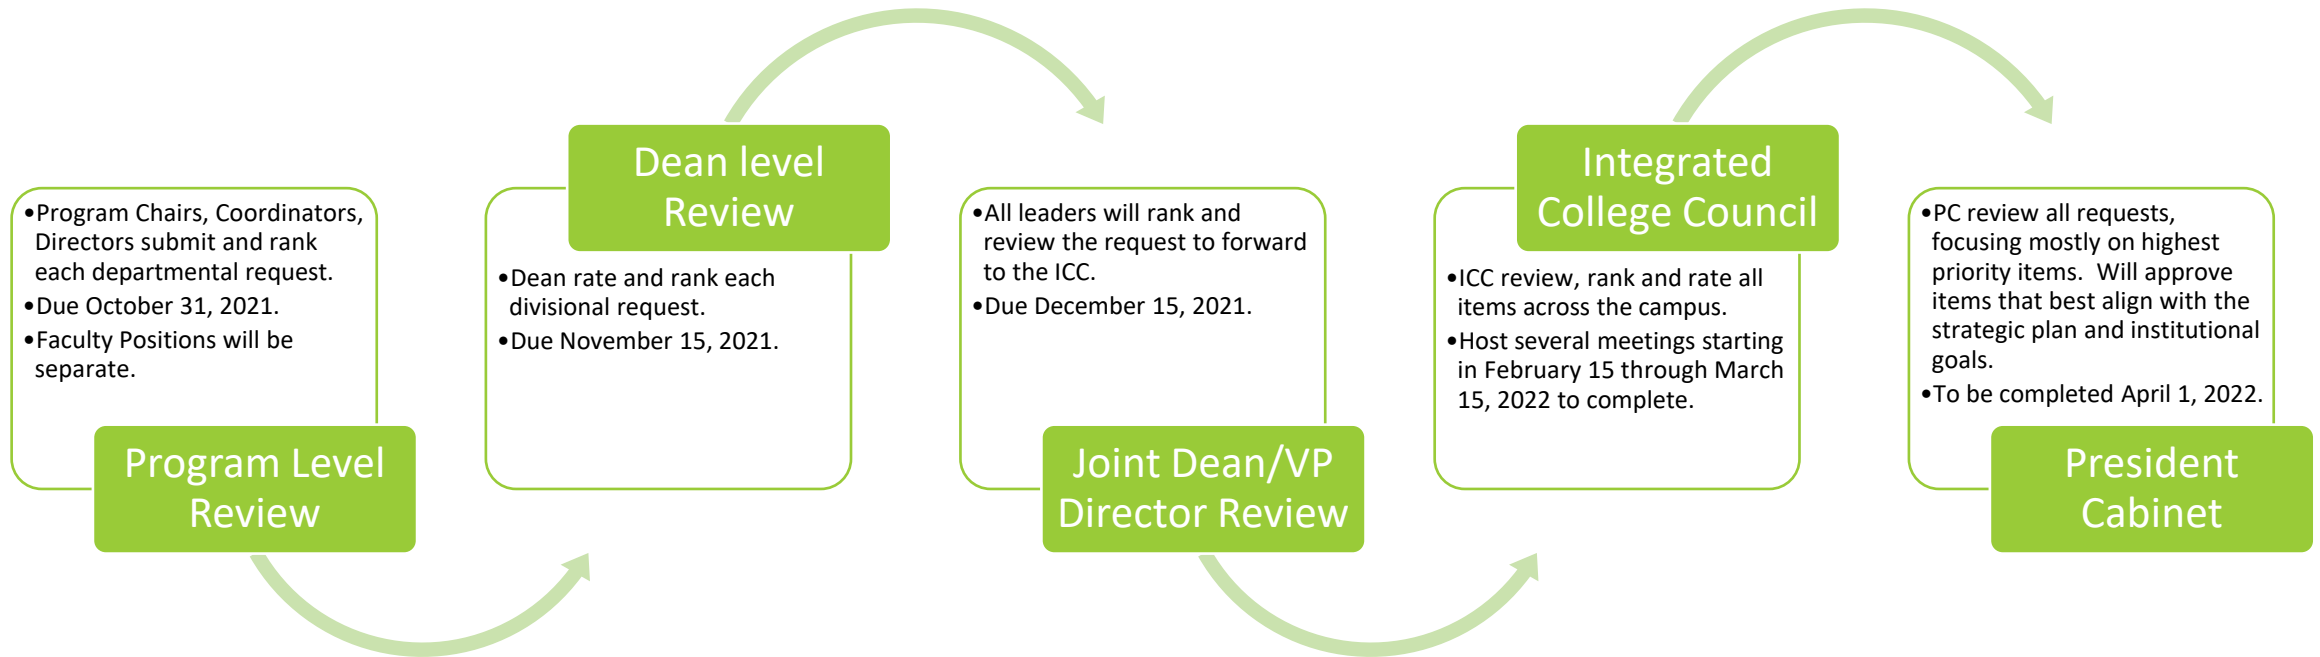 •Program Chairs, Coordinators,
Directors submit and rank
each departmental request.
•Due October 31, 2021.
•Faculty Positions will be
separate.
Program Level
Review
Dean level
Review
•Dean rate and rank each
divisional request.
•Due November 15, 2021.
•All leaders will rank and
review the request to forward
to the ICC.
•Due December 15, 2021.
Joint Dean/VP
Director Review
Integrated
College Council
•ICC review, rank and rate all
items across the campus.
•Host several meetings starting
in February 15 through March
15, 2022 to complete.
•PC review all requests,
focusing mostly on highest
priority items.  Will approve
items that best align with the
strategic plan and institutional
goals.
•To be completed April 1, 2022.
President
Cabinet